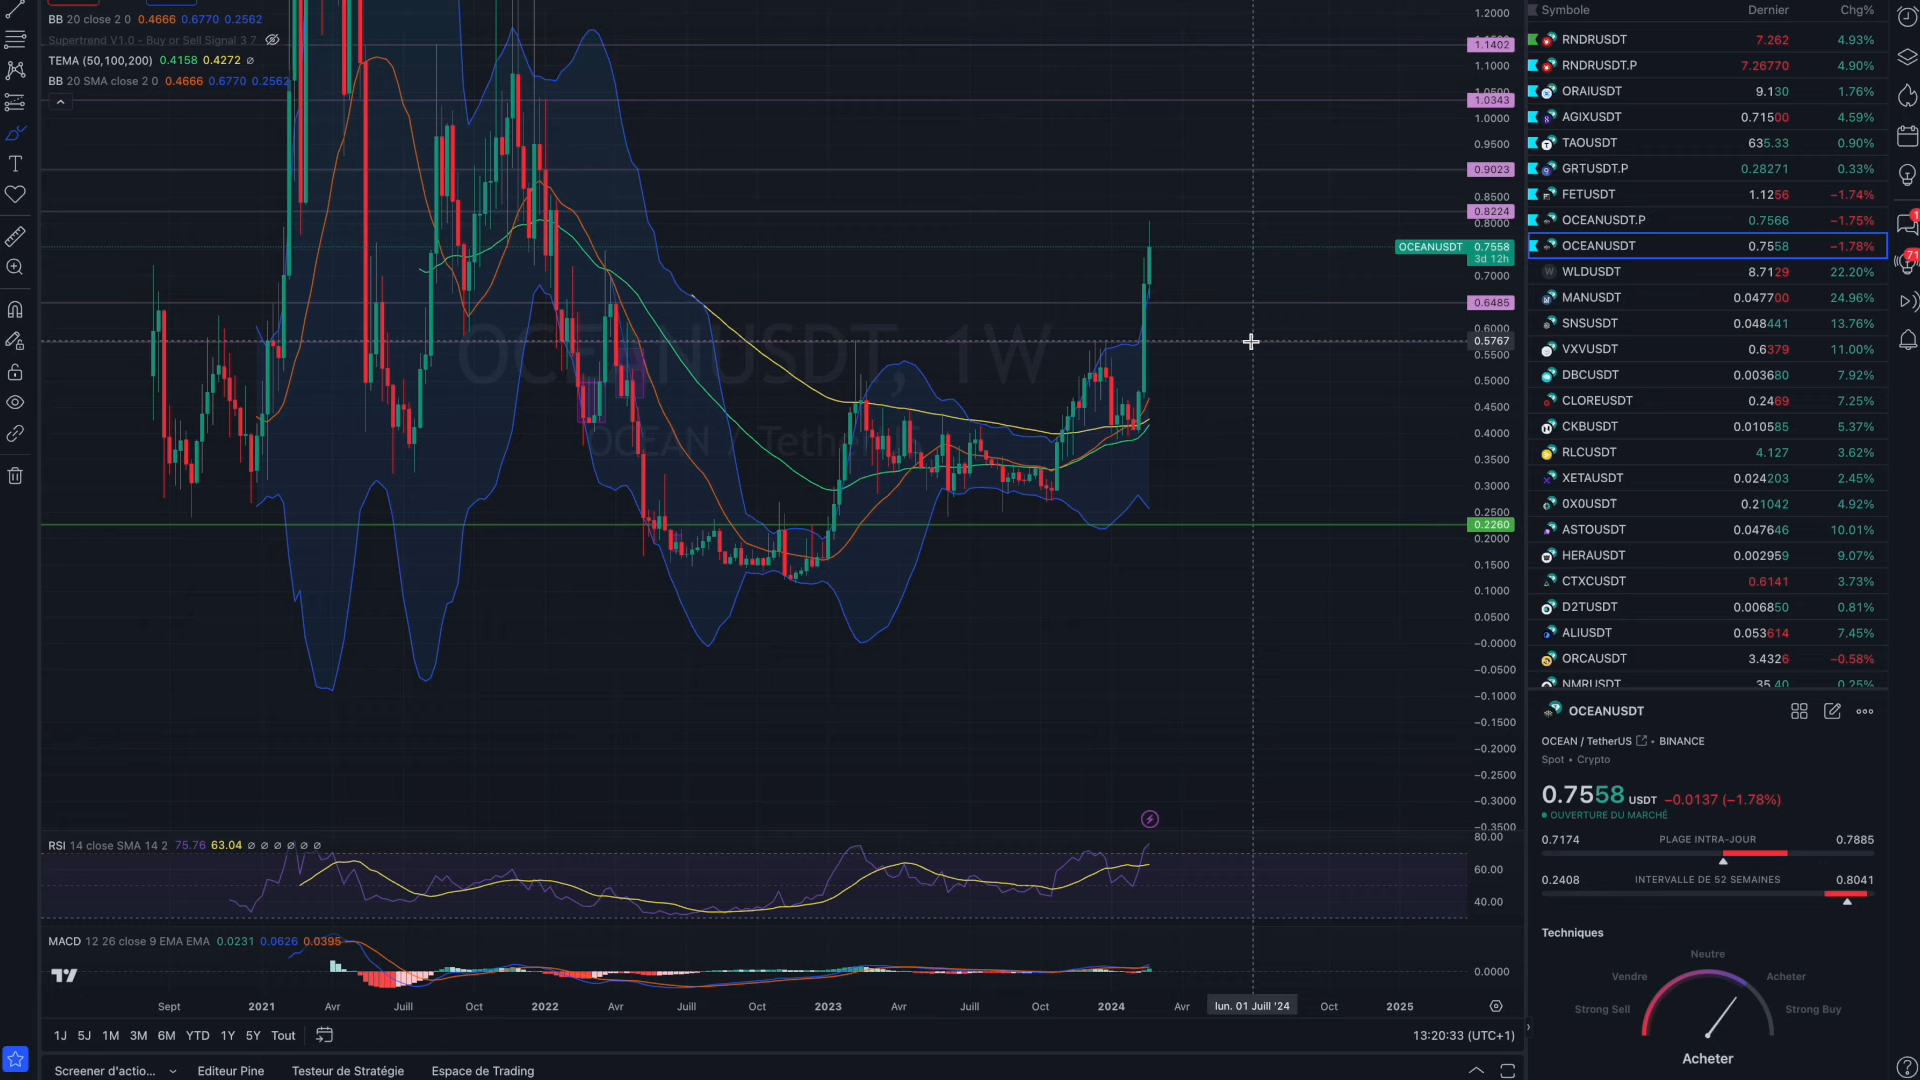 BB 20 close 2 0 0.4666 0.6770 0.2562
Supertrend V1.0 - Buy or Sell Signal 3 7
TEMA (50,100,200) 0.4158 0.4272 ∅
BB 20 SMA close 2 0 0.4666 0.6770 0.2562
OCEANUSDT, 1W
OCEAN / TetherUS
1.2000
1.1402
1.1000
1.0343
1.0000
0.9500
0.9023
0.8500
0.8224
0.8000
OCEANUSDT 0.7558
3d 12h
0.7000
0.6485
0.6000
0.5767
0.5500
0.5000
0.4500
0.4000
0.3500
0.3000
0.2500
0.2260
0.2000
0.1500
0.1000
0.0500
−0.0000
−0.0500
−0.1000
−0.1500
−0.2000
−0.2500
−0.3000
−0.3500
RSI 14 close SMA 14 2 75.76 63.04 ∅ ∅ ∅ ∅ ∅ ∅
80.00
60.00
40.00
MACD 12 26 close 9 EMA EMA 0.0231 0.0626 0.0395
0.0000
Sept 2021 Avr Juill Oct 2022 Avr Juill Oct 2023 Avr Juill Oct 2024 Avr lun. 01 Juill '24 Oct 2025
1J 5J 1M 3M 6M YTD 1Y 5Y Tout
13:20:33 (UTC+1)
Screener d'actio... Editeur Pine Testeur de Stratégie Espace de Trading
Symbole Dernier Chg%
RNDRUSDT 7.262 4.93%
RNDRUSDT.P 7.26770 4.90%
ORAIUSDT 9.130 1.76%
AGIXUSDT 0.71500 4.59%
TAOUSDT 635.33 0.90%
GRTUSDT.P 0.28271 0.33%
FETUSDT 1.1256 −1.74%
OCEANUSDT.P 0.7566 −1.75%
OCEANUSDT 0.7558 −1.78%
WLDUSDT 8.7129 22.20%
MANUSDT 0.047700 24.96%
SNSUSDT 0.048441 13.76%
VXVUSDT 0.6379 11.00%
DBCUSDT 0.003680 7.92%
CLOREUSDT 0.2469 7.25%
CKBUSDT 0.010585 5.37%
RLCUSDT 4.127 3.62%
XETAUSDT 0.024203 2.45%
0X0USDT 0.21042 4.92%
ASTOUSDT 0.047646 10.01%
HERAUSDT 0.002959 9.07%
CTXCUSDT 0.6141 3.73%
D2TUSDT 0.006850 0.81%
ALIUSDT 0.053614 7.45%
ORCAUSDT 3.4326 −0.58%
NMRUSDT 35.40 0.25%
OCEANUSDT
OCEAN / TetherUS • BINANCE
Spot • Crypto
0.7558 USDT −0.0137 (−1.78%)
OUVERTURE DU MARCHÉ
0.7174 PLAGE INTRA-JOUR 0.7885
0.2408 INTERVALLE DE 52 SEMAINES 0.8041
Techniques
Neutre
Vendre Acheter
Strong Sell Strong Buy
Acheter
1
71